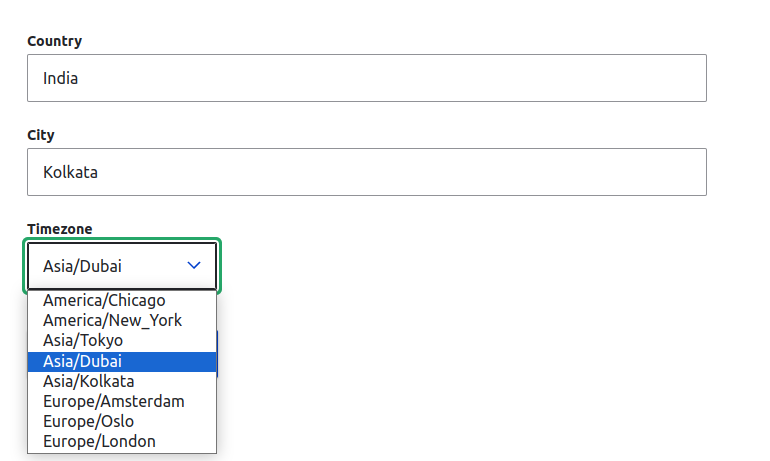 Country
India
City
Kolkata
Timezone
Asia/Dubai
America/Chicago
America/New_York
Asia/Tokyo
Asia/Dubai
Asia/Kolkata
Europe/Amsterdam
Europe/Oslo
Europe/London